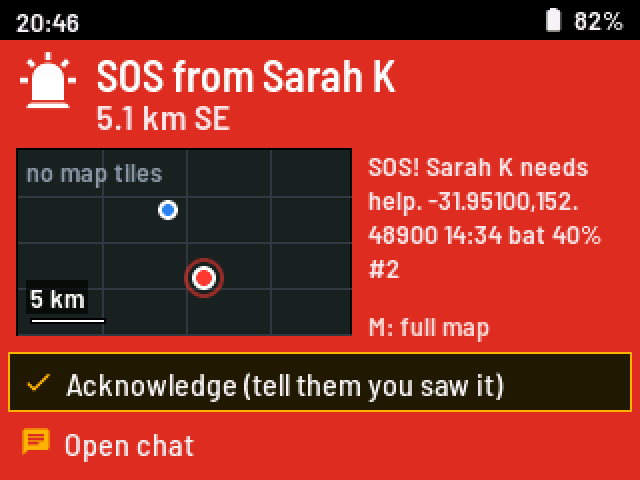 20:46
82%
SOS from Sarah K
5.1 km SE
no map tiles
5 km
SOS! Sarah K needs
help. -31.95100,152.
48900 14:34 bat 40%
#2
M: full map
Acknowledge (tell them you saw it)
Open chat